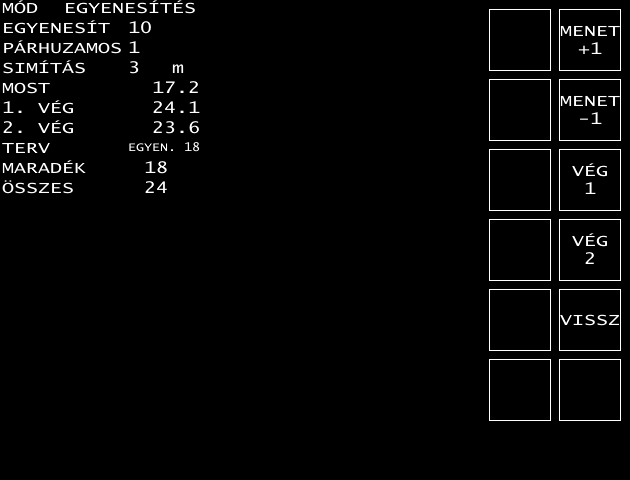 MÓD EGYENESÍTÉS
EGYENESÍT 10
PÁRHUZAMOS 1
SIMÍTÁS 3 m
MOST 17.2
1. VÉG 24.1
2. VÉG 23.6
TERV EGYEN. 18
MARADÉK 18
ÖSSZES 24
MENET
+1
MENET
-1
VÉG
1
VÉG
2
VISSZ